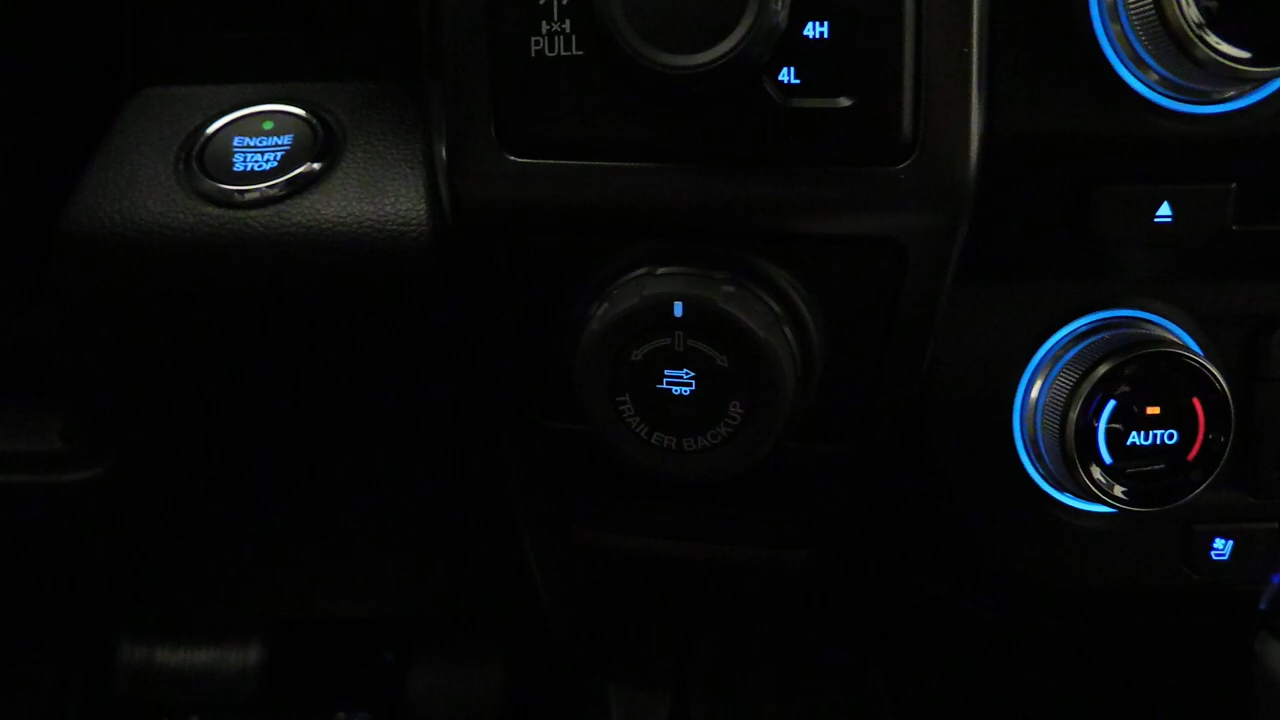 PULL
4H
4L
ENGINE
START
STOP
TRAILER BACKUP
AUTO